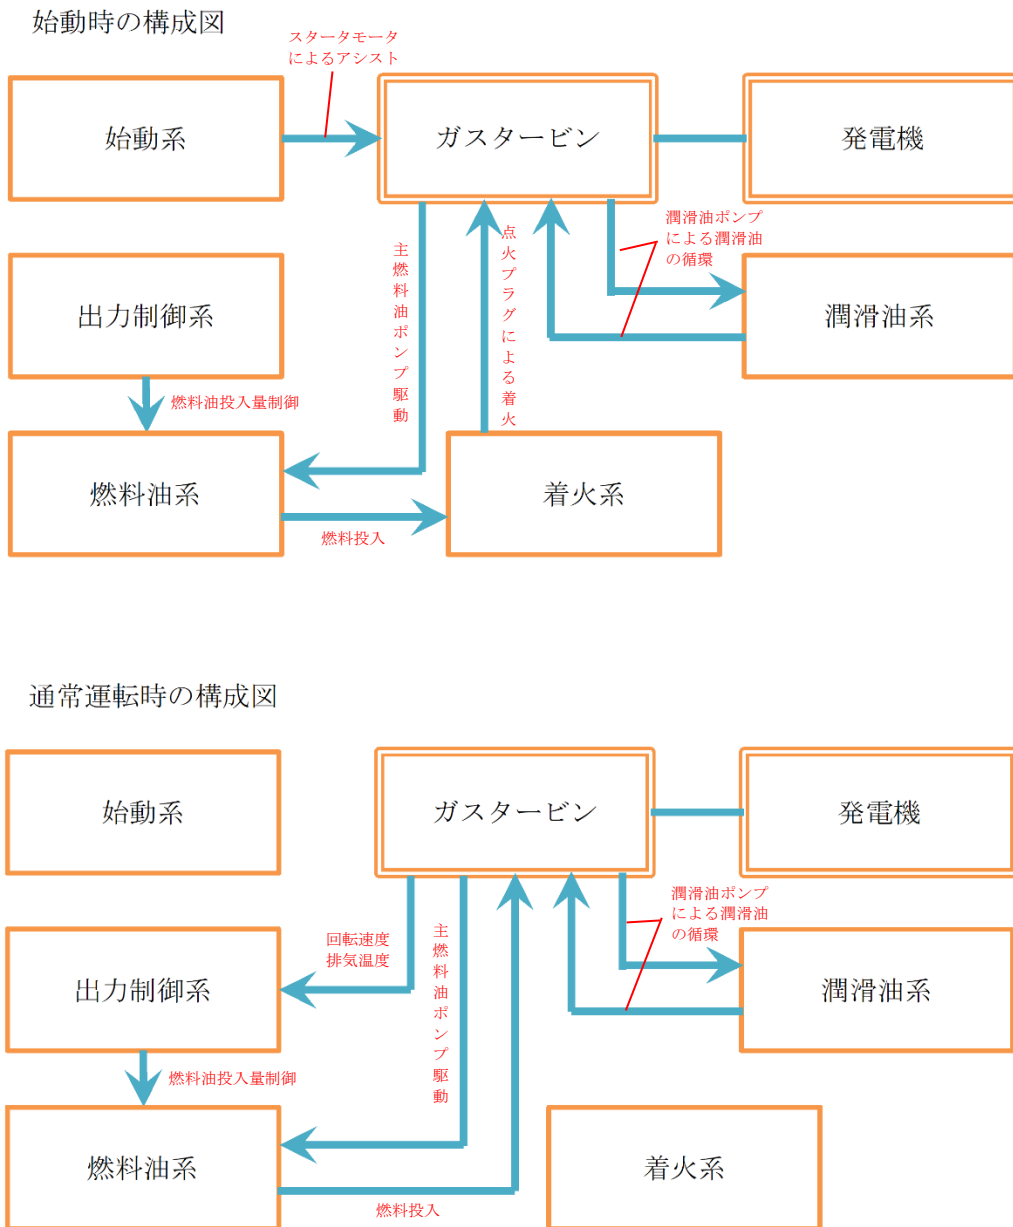 始動時の構成図
スタータモータ
によるアシスト
始動系
ガスタービン
発電機
主燃料油ポンプ駆動
点火プラグによる着火
潤滑油ポンプ
による潤滑油
の循環
出力制御系
潤滑油系
燃料油投入量制御
燃料油系
着火系
燃料投入
通常運転時の構成図
始動系
ガスタービン
発電機
回転速度
排気温度
主燃料油ポンプ駆動
潤滑油ポンプ
による潤滑油
の循環
出力制御系
潤滑油系
燃料油投入量制御
燃料油系
着火系
燃料投入